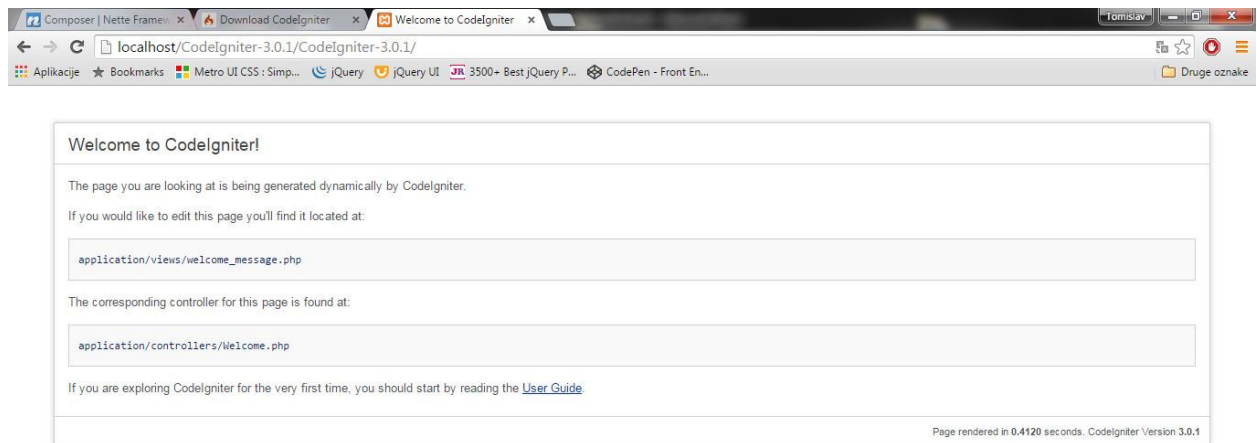 Composer | Nette Framew
Download CodeIgniter
Welcome to CodeIgniter
Tomislav
localhost/CodeIgniter-3.0.1/CodeIgniter-3.0.1/
Aplikacije
Bookmarks
Metro UI CSS : Simp...
jQuery
jQuery UI
JR
3500+ Best jQuery P...
CodePen - Front En...
Druge oznake
Welcome to CodeIgniter!
The page you are looking at is being generated dynamically by CodeIgniter.
If you would like to edit this page you'll find it located at:
application/views/welcome_message.php
The corresponding controller for this page is found at:
application/controllers/Welcome.php
If you are exploring CodeIgniter for the very first time, you should start by reading the User Guide.
Page rendered in 0.4120 seconds. CodeIgniter Version 3.0.1